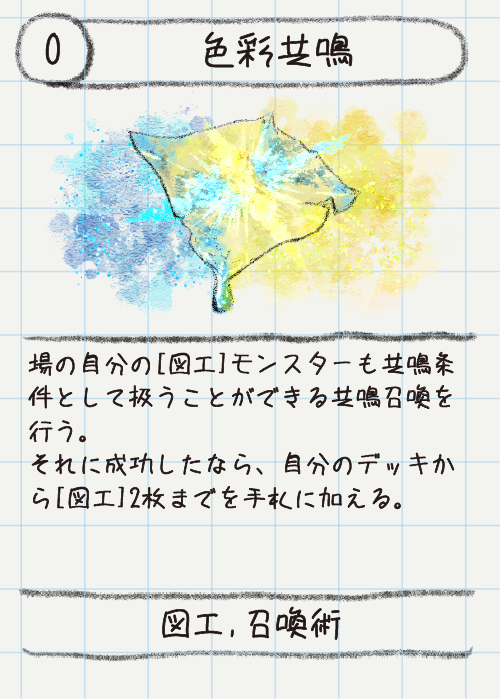 0
色彩共鳴
場の自分の[図工]モンスターも共鳴条
件として扱うことができる共鳴召喚を
行う。
それに成功したなら、自分のデッキか
ら[図工]2枚までを手札に加える。
図工,召喚術